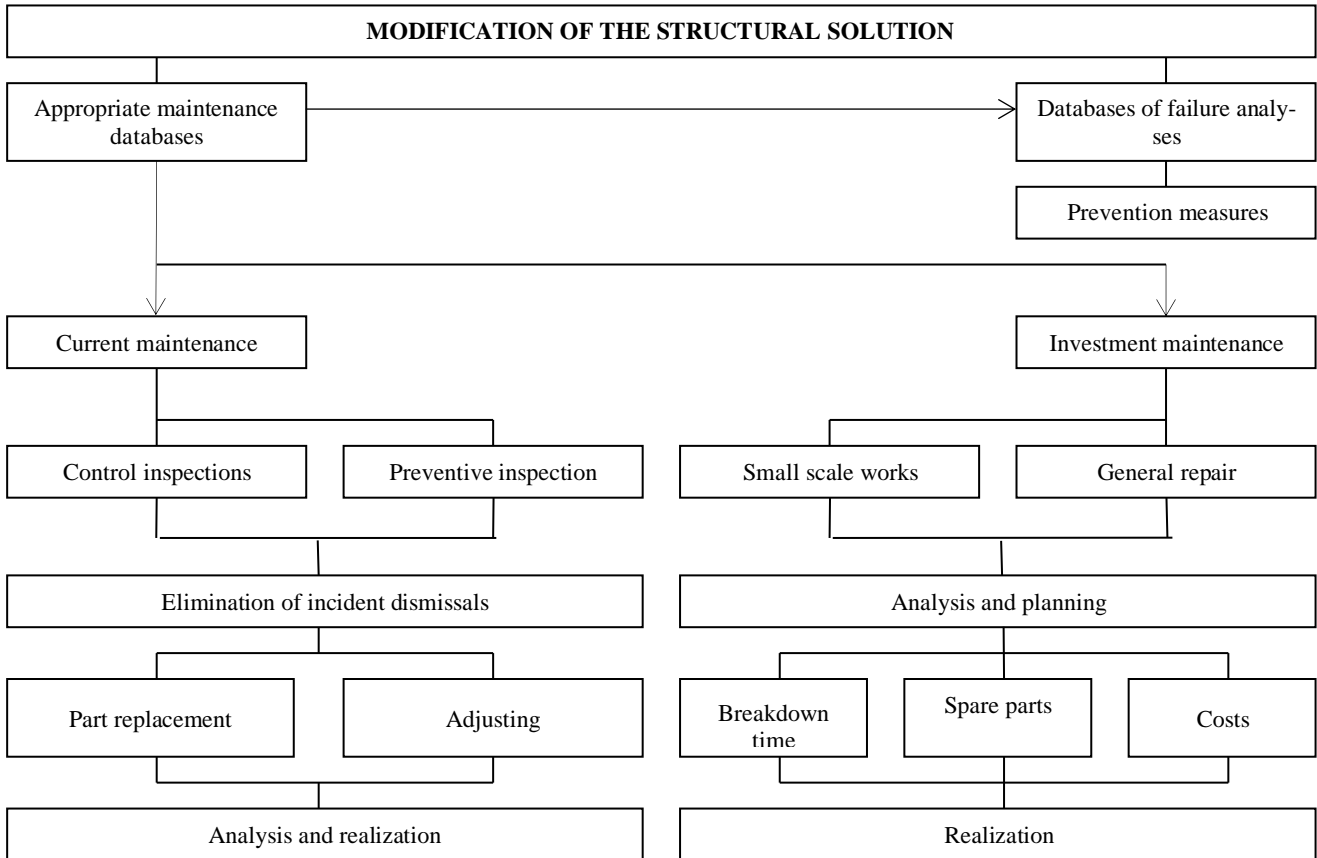 MODIFICATION OF THE STRUCTURAL SOLUTION
Appropriate maintenance
databases
Databases of failure analy-
ses
Prevention measures
Current maintenance
Investment maintenance
Control inspections
Preventive inspection
Small scale works
General repair
Elimination of incident dismissals
Analysis and planning
Part replacement
Adjusting
Breakdown
time
Spare parts
Costs
Analysis and realization
Realization